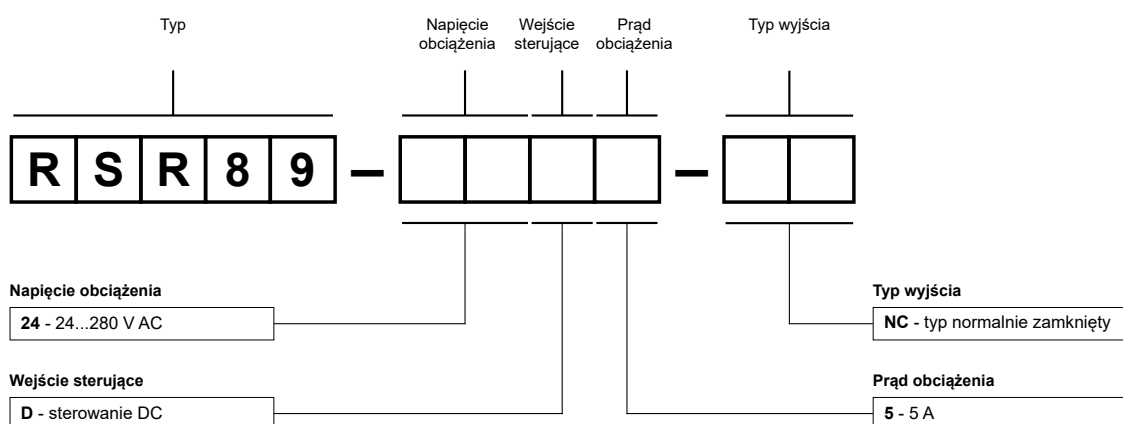 Typ
Napięcie obciążenia
Wejście sterujące
Prąd obciążenia
Typ wyjścia
R S R 8 9 – –
Napięcie obciążenia
24 - 24...280 V AC
Typ wyjścia
NC - typ normalnie zamknięty
Wejście sterujące
D - sterowanie DC
Prąd obciążenia
5 - 5 A